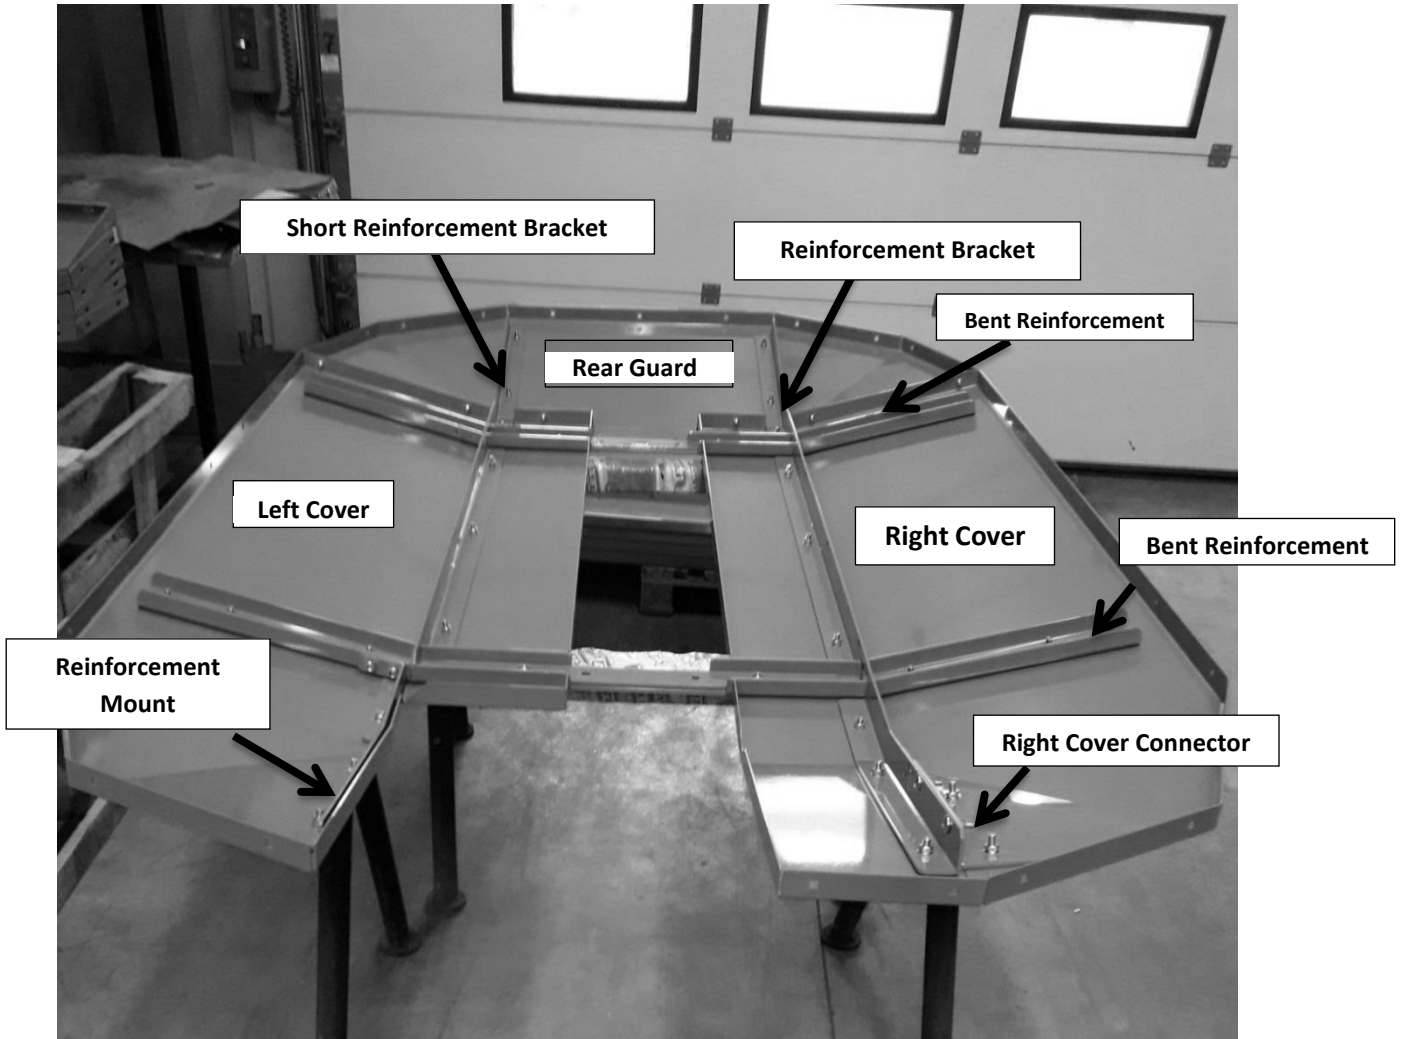 Short Reinforcement Bracket
Reinforcement Bracket
Bent Reinforcement
Rear Guard
Left Cover
Right Cover
Bent Reinforcement
Reinforcement
Mount
Right Cover Connector